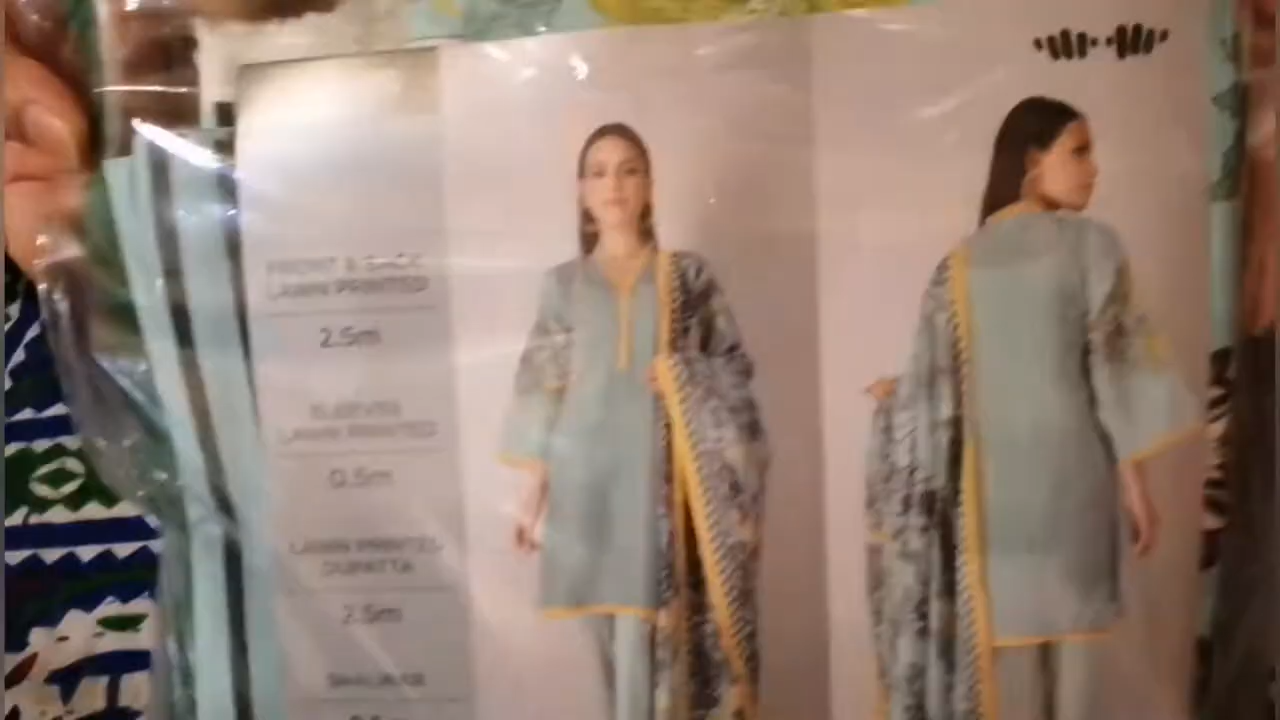 FRONT & BACK
LAWN PRINTED
2.5m
SLEEVES
LAWN PRINTED
0.5m
LAWN PRINTED
DUPATTA
2.5m
SHALWAR